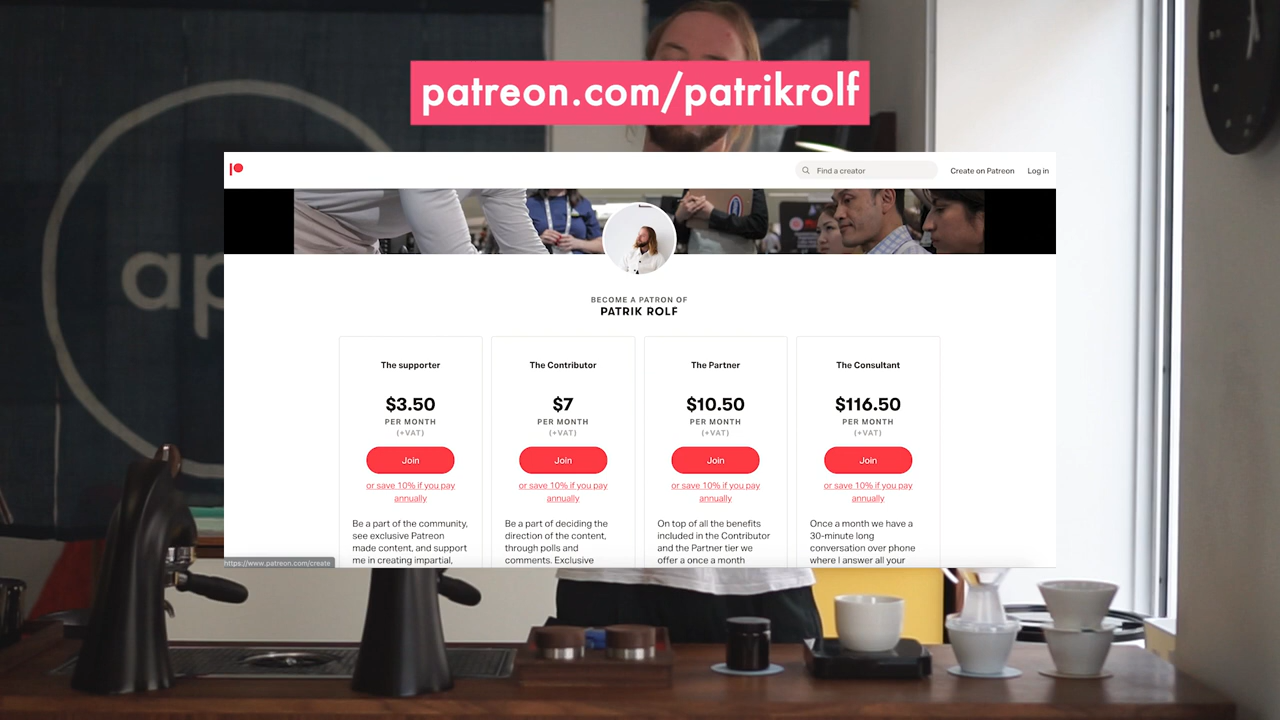 patreon.com/patrikrolf
Find a creator
Create on Patreon
Log in
ap
BECOME A PATRON OF
PATRIK ROLF
The supporter
$3.50
PER MONTH
(+VAT)
Join
or save 10% if you pay
annually
Be a part of the community,
see exclusive Patreon
made content, and support
me in creating impartial,
The Contributor
$7
PER MONTH
(+VAT)
Join
or save 10% if you pay
annually
Be a part of deciding the
direction of the content,
through polls and
comments. Exclusive
The Partner
$10.50
PER MONTH
(+VAT)
Join
or save 10% if you pay
annually
On top of all the benefits
included in the Contributor
and the Partner tier we
offer a once a month
The Consultant
$116.50
PER MONTH
(+VAT)
Join
or save 10% if you pay
annually
Once a month we have a
30-minute long
conversation over phone
where I answer all your
https://www.patreon.com/create